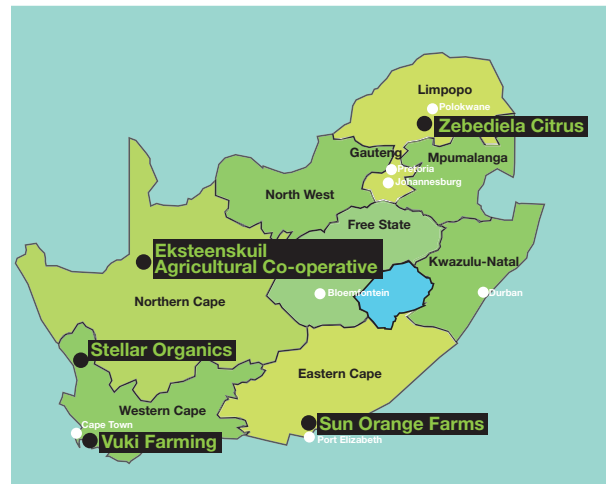 Limpopo
Polokwane
Zebediela Citrus
Gauteng
Mpumalanga
Pretoria
Johannesburg
North West
Free State
Kwazulu-Natal
Eksteenskuil
Agricultural Co-operative
Northern Cape
Bloemfontein
Durban
Stellar Organics
Eastern Cape
Western Cape
Cape Town
Sun Orange Farms
Vuki Farming
Port Elizabeth